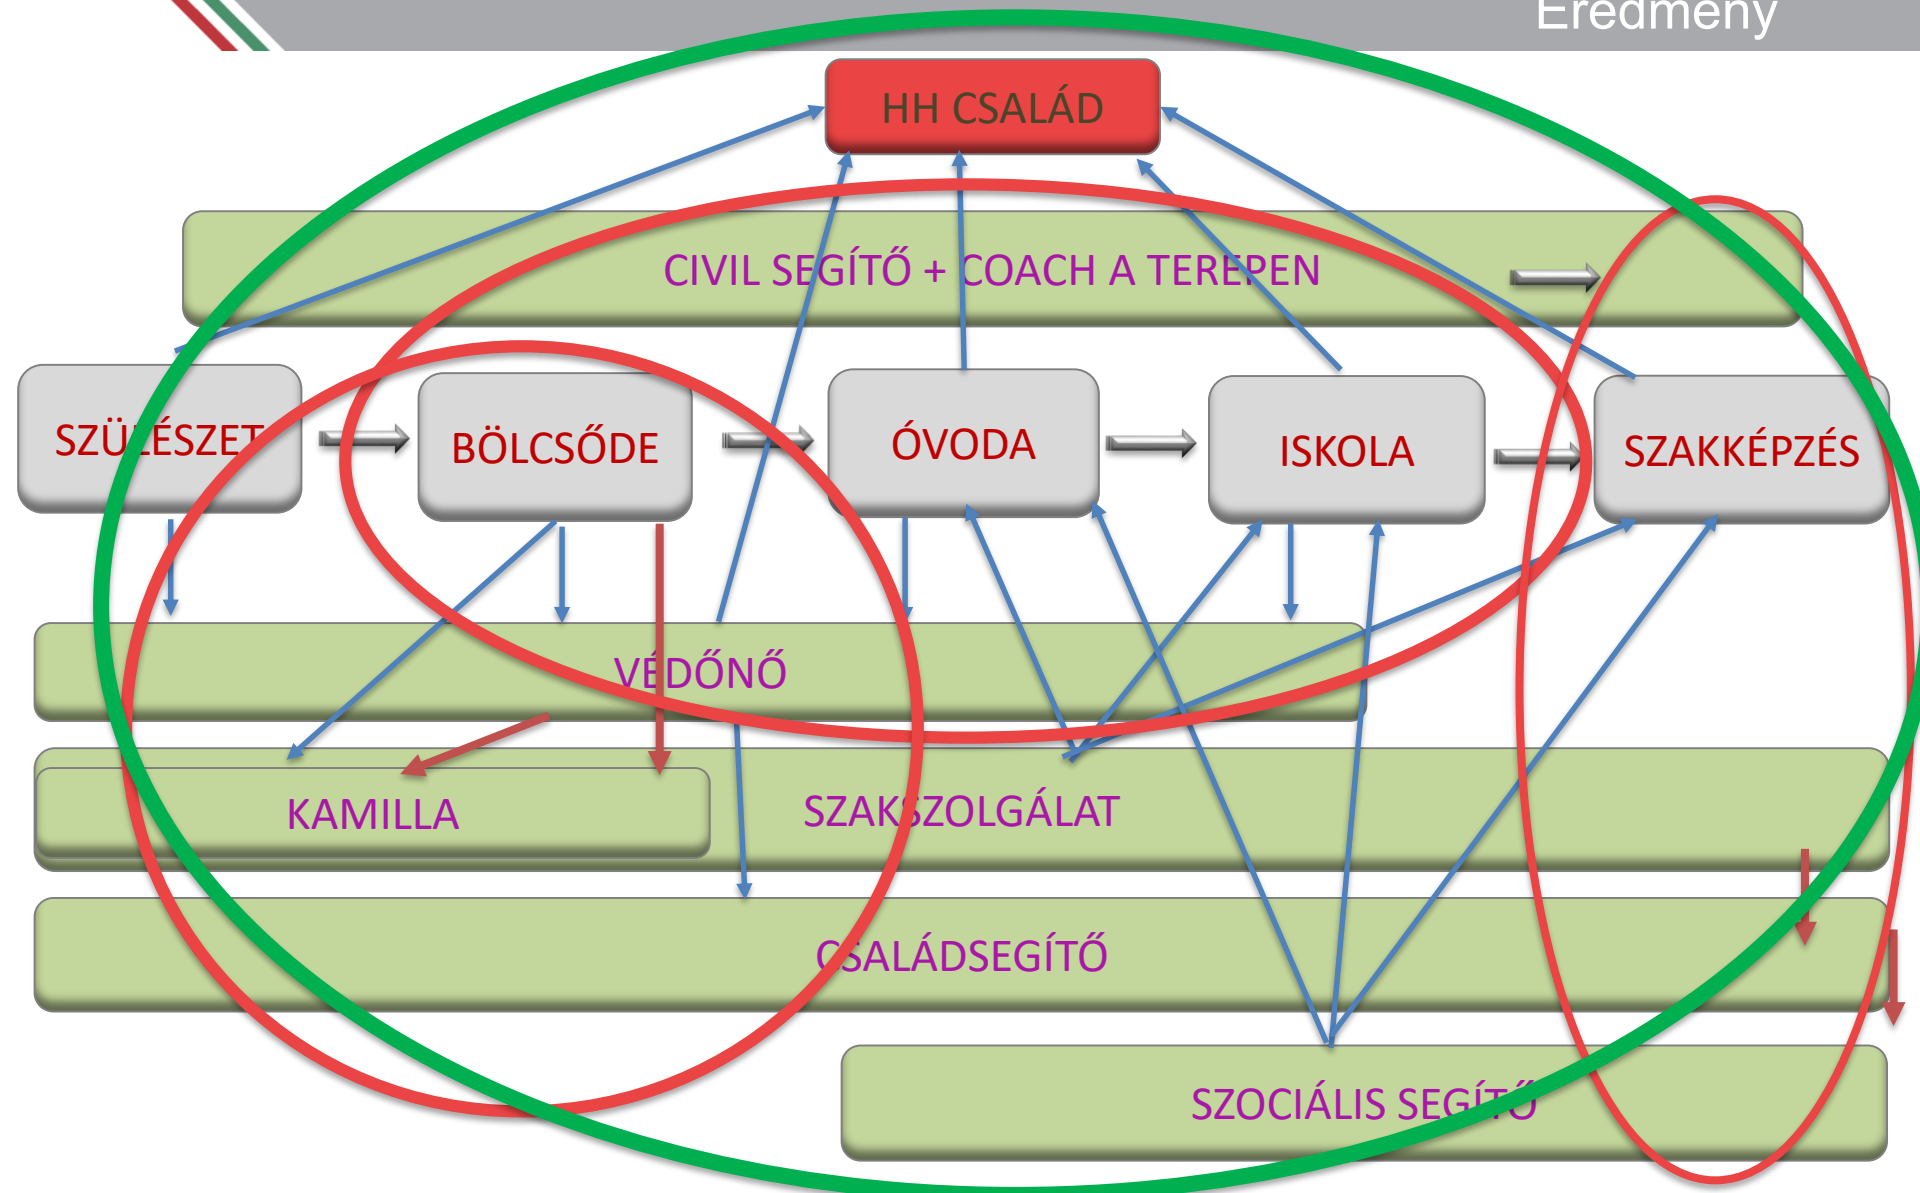 Eredmény
HH CSALÁD
CIVIL SEGÍTŐ + COACH A TEREPEN
SZÜLÉSZET
BÖLCSŐDE
ÓVODA
ISKOLA
SZAKKÉPZÉS
VÉDŐNŐ
KAMILLA
SZAKSZOLGÁLAT
CSALÁDSEGÍTŐ
SZOCIÁLIS SEGÍTŐ